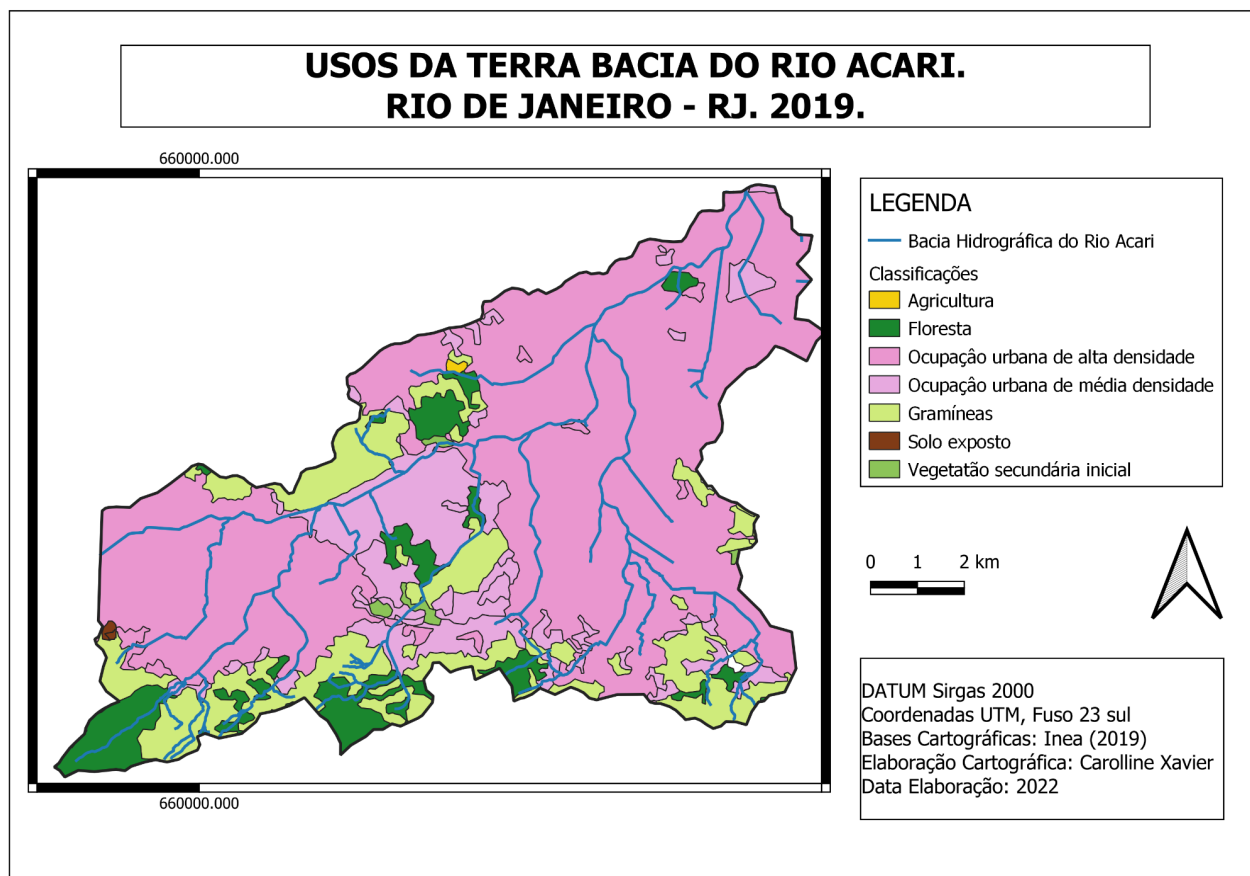 USOS DA TERRA BACIA DO RIO ACARI.
RIO DE JANEIRO - RJ. 2019.
660000.000
LEGENDA
Bacia Hidrográfica do Rio Acari
Classificações
Agricultura
Floresta
Ocupação urbana de alta densidade
Ocupação urbana de média densidade
Gramíneas
Solo exposto
Vegetatão secundária inicial
0 1 2 km
DATUM Sirgas 2000
Coordenadas UTM, Fuso 23 sul
Bases Cartográficas: Inea (2019)
Elaboração Cartográfica: Carolline Xavier
Data Elaboração: 2022
660000.000